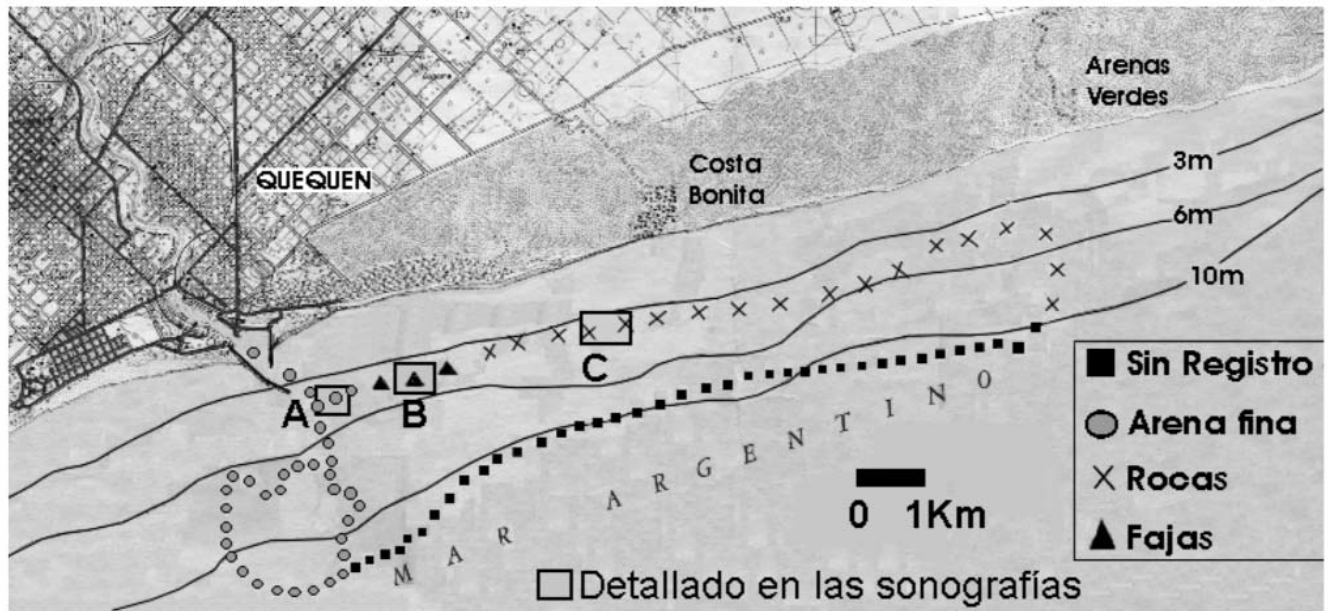 Arenas
Verdes
QUEQUEN
Costa
Bonita
3m
6m
10m
A
B
C
MAR ARGENTINO
0 1Km
Sin Registro
Arena fina
Rocas
Fajas
Detallado en las sonografías